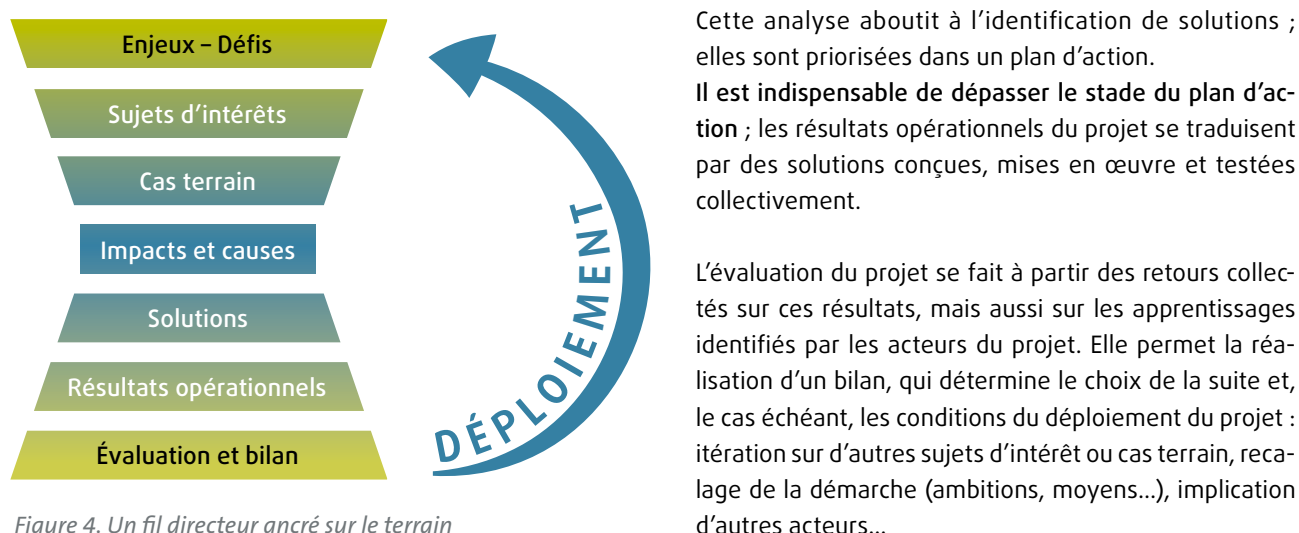 Enjeux – Défis
Sujets d'intérêts
Cas terrain
Impacts et causes
Solutions
Résultats opérationnels
Évaluation et bilan
DÉPLOIEMENT
Figure 4. Un fil directeur ancré sur le terrain
Cette analyse aboutit à l'identification de solutions ;
elles sont priorisées dans un plan d'action.
Il est indispensable de dépasser le stade du plan d'ac-
tion ; les résultats opérationnels du projet se traduisent
par des solutions conçues, mises en œuvre et testées
collectivement.
L'évaluation du projet se fait à partir des retours collec-
tés sur ces résultats, mais aussi sur les apprentissages
identifiés par les acteurs du projet. Elle permet la réa-
lisation d'un bilan, qui détermine le choix de la suite et,
le cas échéant, les conditions du déploiement du projet :
itération sur d'autres sujets d'intérêt ou cas terrain, reca-
lage de la démarche (ambitions, moyens...), implication
d'autres acteurs...